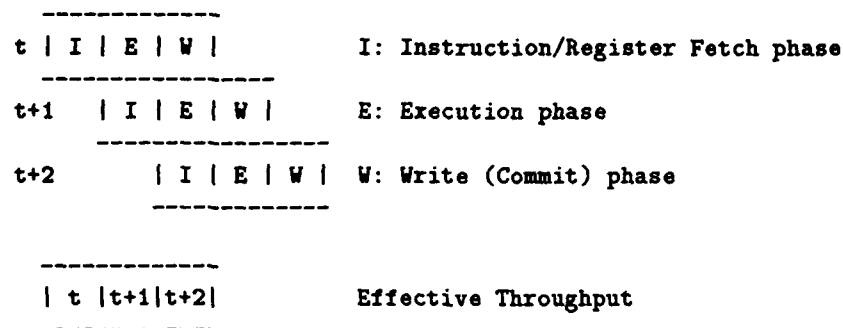 t | I | E | W | I: Instruction/Register Fetch phase
t+1 | I | E | W | E: Execution phase
t+2 | I | E | W | W: Write (Commit) phase
| t |t+1|t+2| Effective Throughput